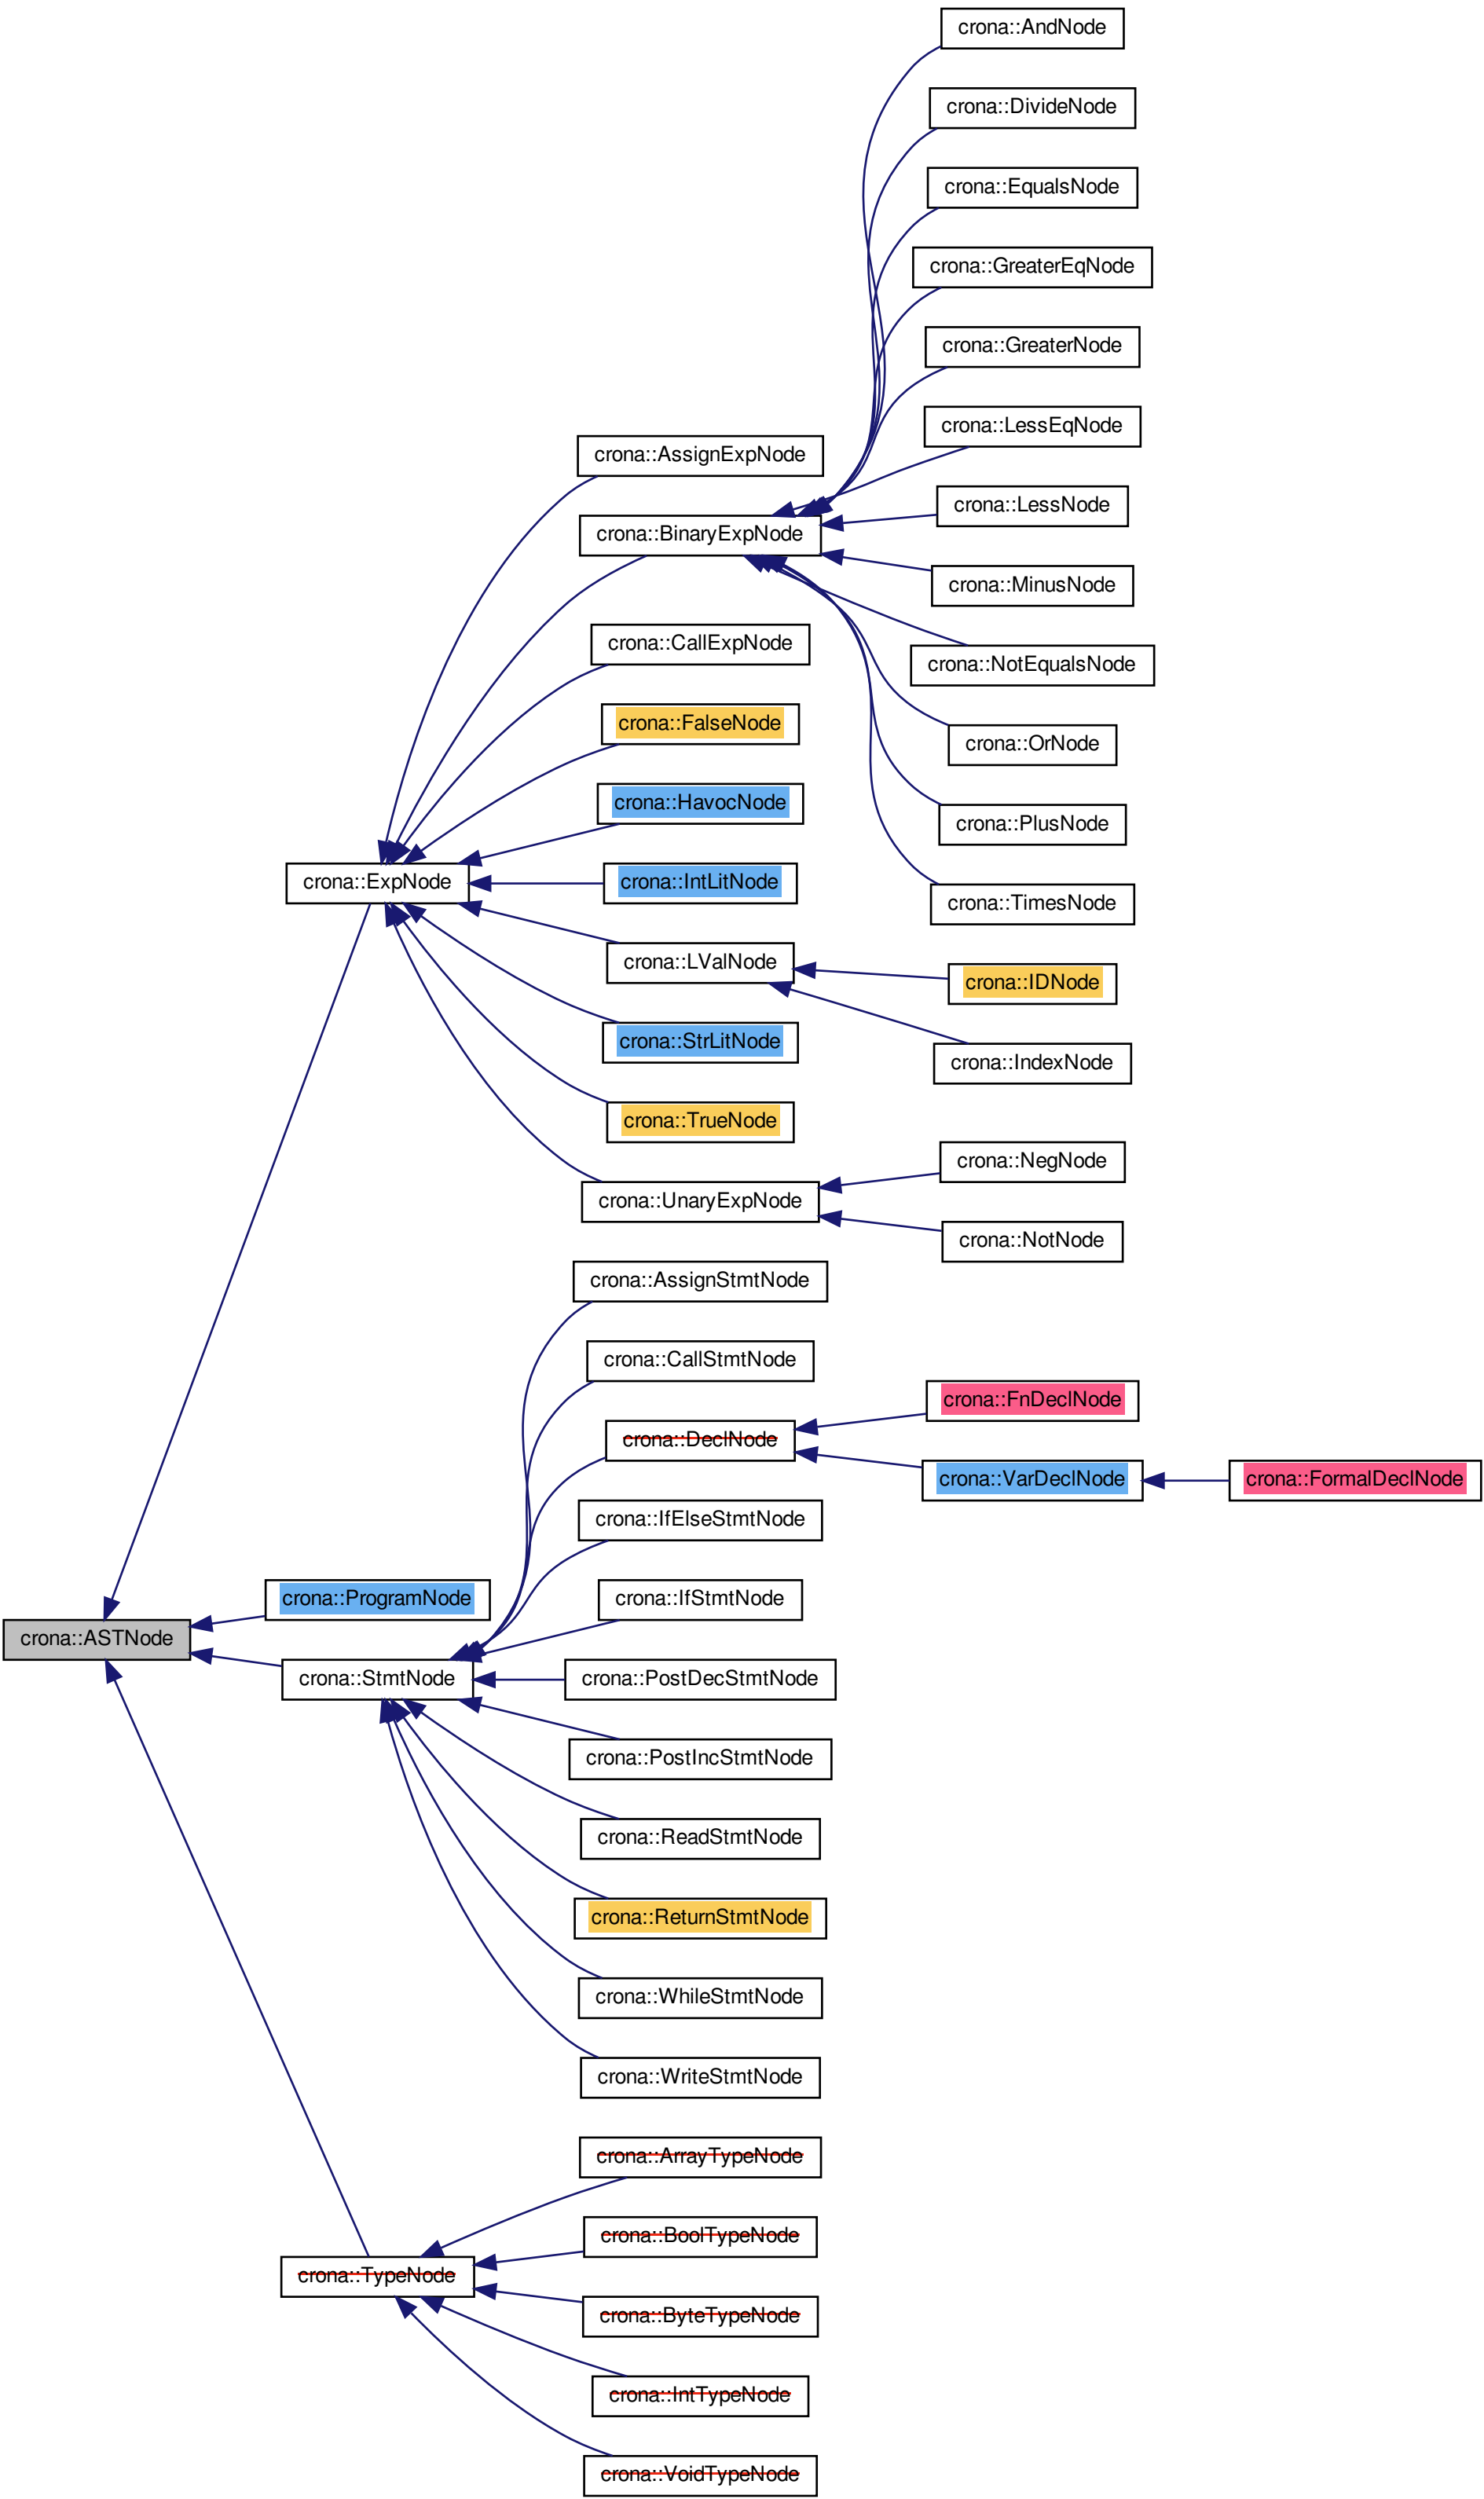 crona::AndNode
crona::DivideNode
crona::EqualsNode
crona::GreaterEqNode
crona::GreaterNode
crona::LessEqNode
crona::AssignExpNode
crona::LessNode
crona::BinaryExpNode
crona::MinusNode
crona::CallExpNode
crona::NotEqualsNode
crona::FalseNode
crona::OrNode
crona::HavocNode
crona::PlusNode
crona::ExpNode
crona::IntLitNode
crona::TimesNode
crona::LValNode
crona::IDNode
crona::StrLitNode
crona::IndexNode
crona::TrueNode
crona::NegNode
crona::UnaryExpNode
crona::NotNode
crona::AssignStmtNode
crona::CallStmtNode
crona::FnDeclNode
crona::DeclNode
crona::VarDeclNode
crona::FormalDeclNode
crona::IfElseStmtNode
crona::ProgramNode
crona::IfStmtNode
crona::ASTNode
crona::StmtNode
crona::PostDecStmtNode
crona::PostIncStmtNode
crona::ReadStmtNode
crona::ReturnStmtNode
crona::WhileStmtNode
crona::WriteStmtNode
crona::ArrayTypeNode
crona::BoolTypeNode
crona::TypeNode
crona::ByteTypeNode
crona::IntTypeNode
crona::VoidTypeNode